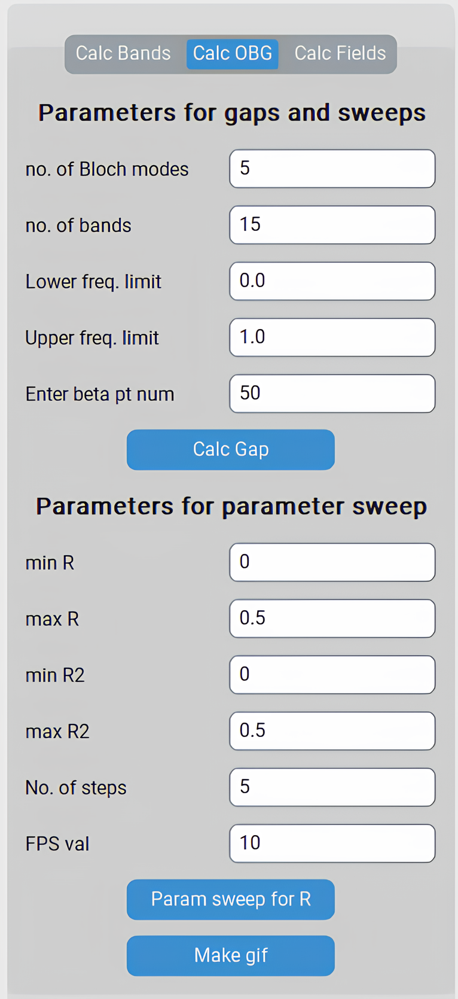 Calc Bands Calc OBG Calc Fields
Parameters for gaps and sweeps
no. of Bloch modes 5
no. of bands 15
Lower freq. limit 0.0
Upper freq. limit 1.0
Enter beta pt num 50
Calc Gap
Parameters for parameter sweep
min R 0
max R 0.5
min R2 0
max R2 0.5
No. of steps 5
FPS val 10
Param sweep for R
Make gif